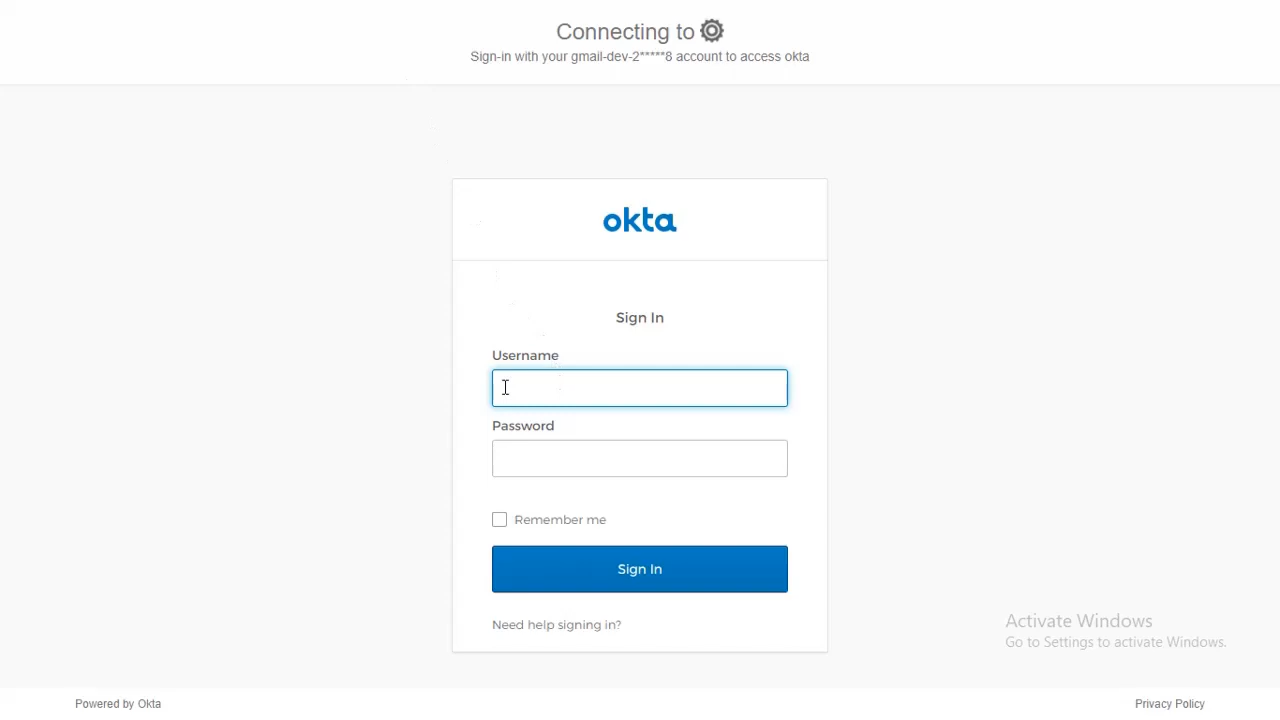 Connecting to
Sign-in with your gmail-dev-2*****8 account to access okta
okta
Sign In
Username
Password
Remember me
Sign In
Need help signing in?
Activate Windows
Go to Settings to activate Windows.
Powered by Okta
Privacy Policy